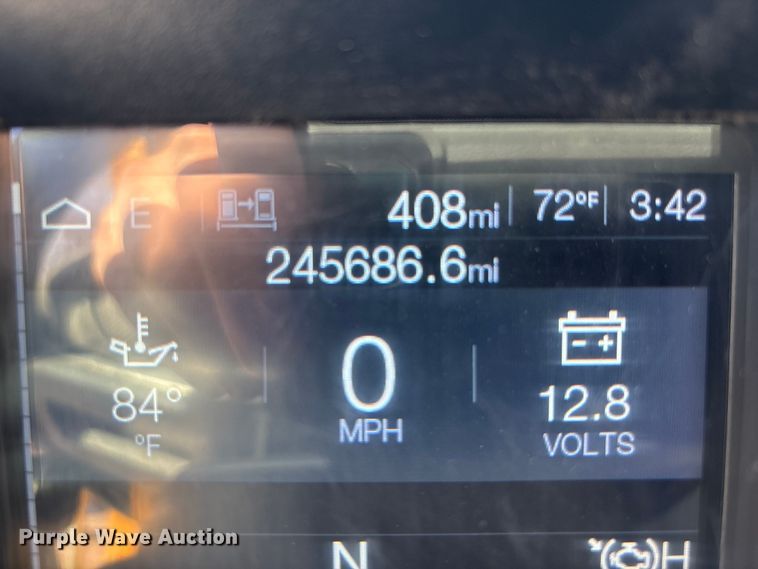 E 408mi 72°F 3:42
245686.6mi
84° 0 12.8
°F MPH VOLTS
N H
Purple Wave Auction